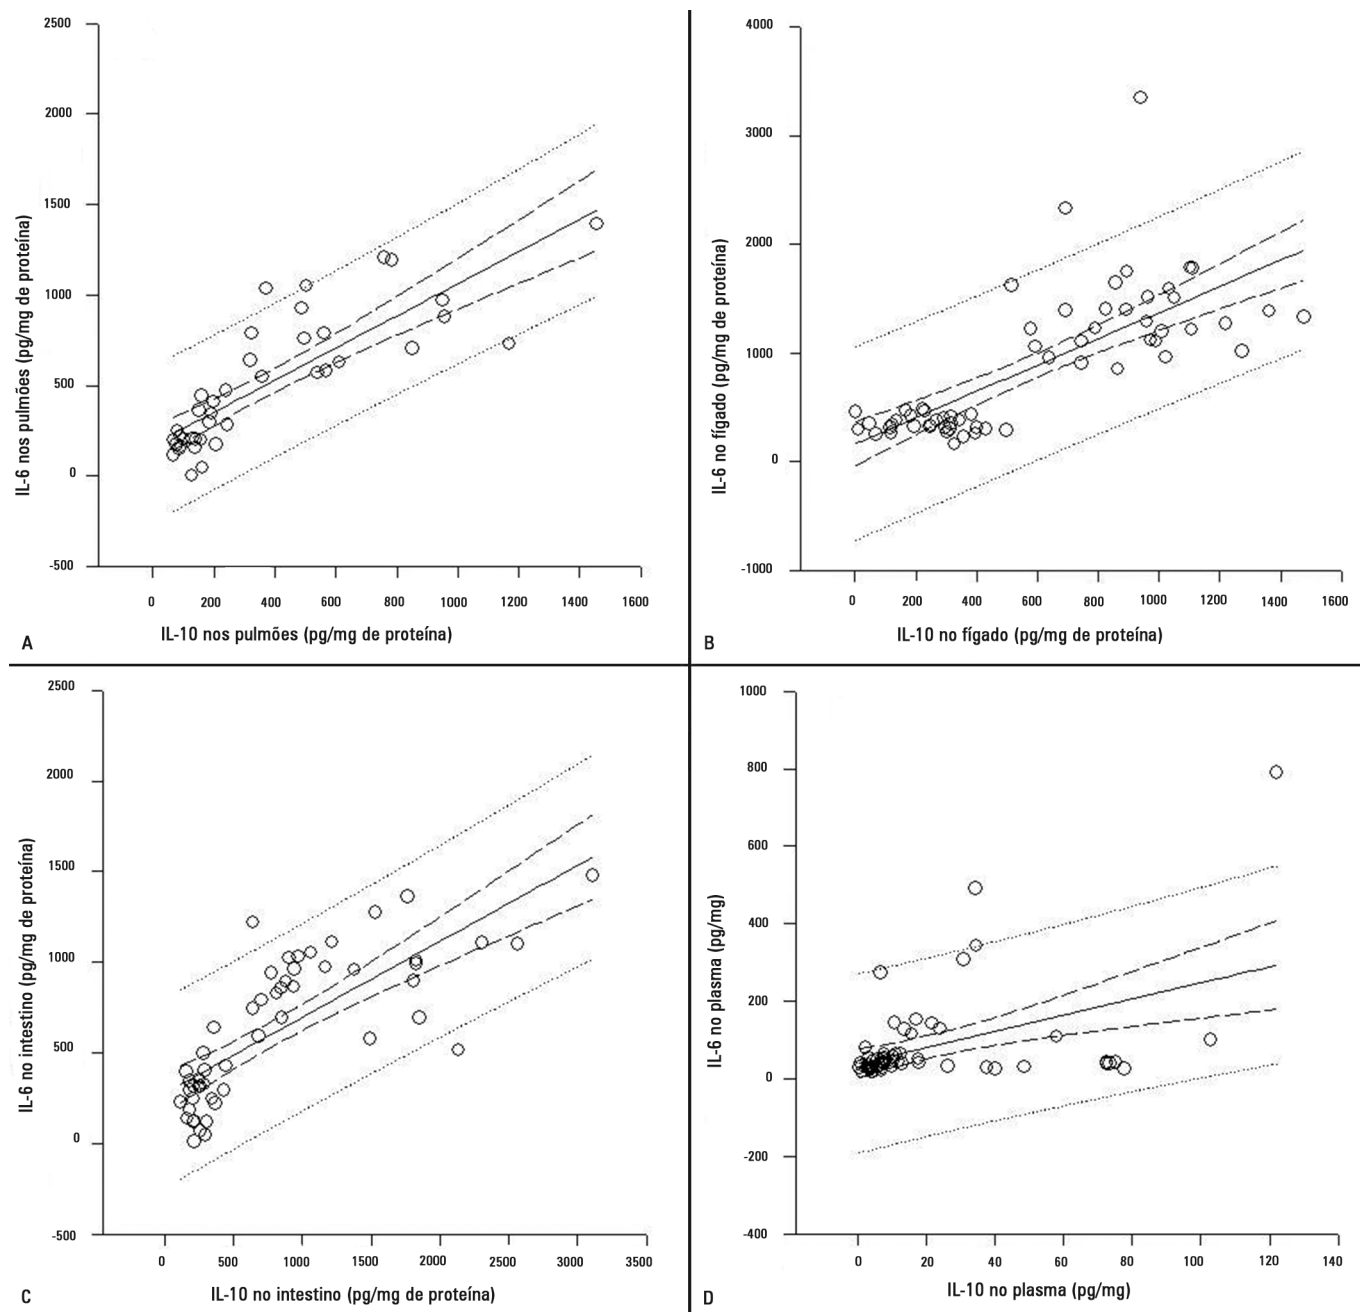 2500
2000
1500
1000
500
0
-500
IL-6 nos pulmões (pg/mg de proteína)
0 200 400 600 800 1000 1200 1400 1600
IL-10 nos pulmões (pg/mg de proteína)
A
4000
3000
2000
1000
0
-1000
IL-6 no fígado (pg/mg de proteína)
0 200 400 600 800 1000 1200 1400 1600
IL-10 no fígado (pg/mg de proteína)
B
2500
2000
1500
1000
500
0
-500
IL-6 no intestino (pg/mg de proteína)
0 500 1000 1500 2000 2500 3000 3500
IL-10 no intestino (pg/mg de proteína)
C
1000
800
600
400
200
0
-200
-400
IL-6 no plasma (pg/mg)
0 20 40 60 80 100 120 140
IL-10 no plasma (pg/mg)
D